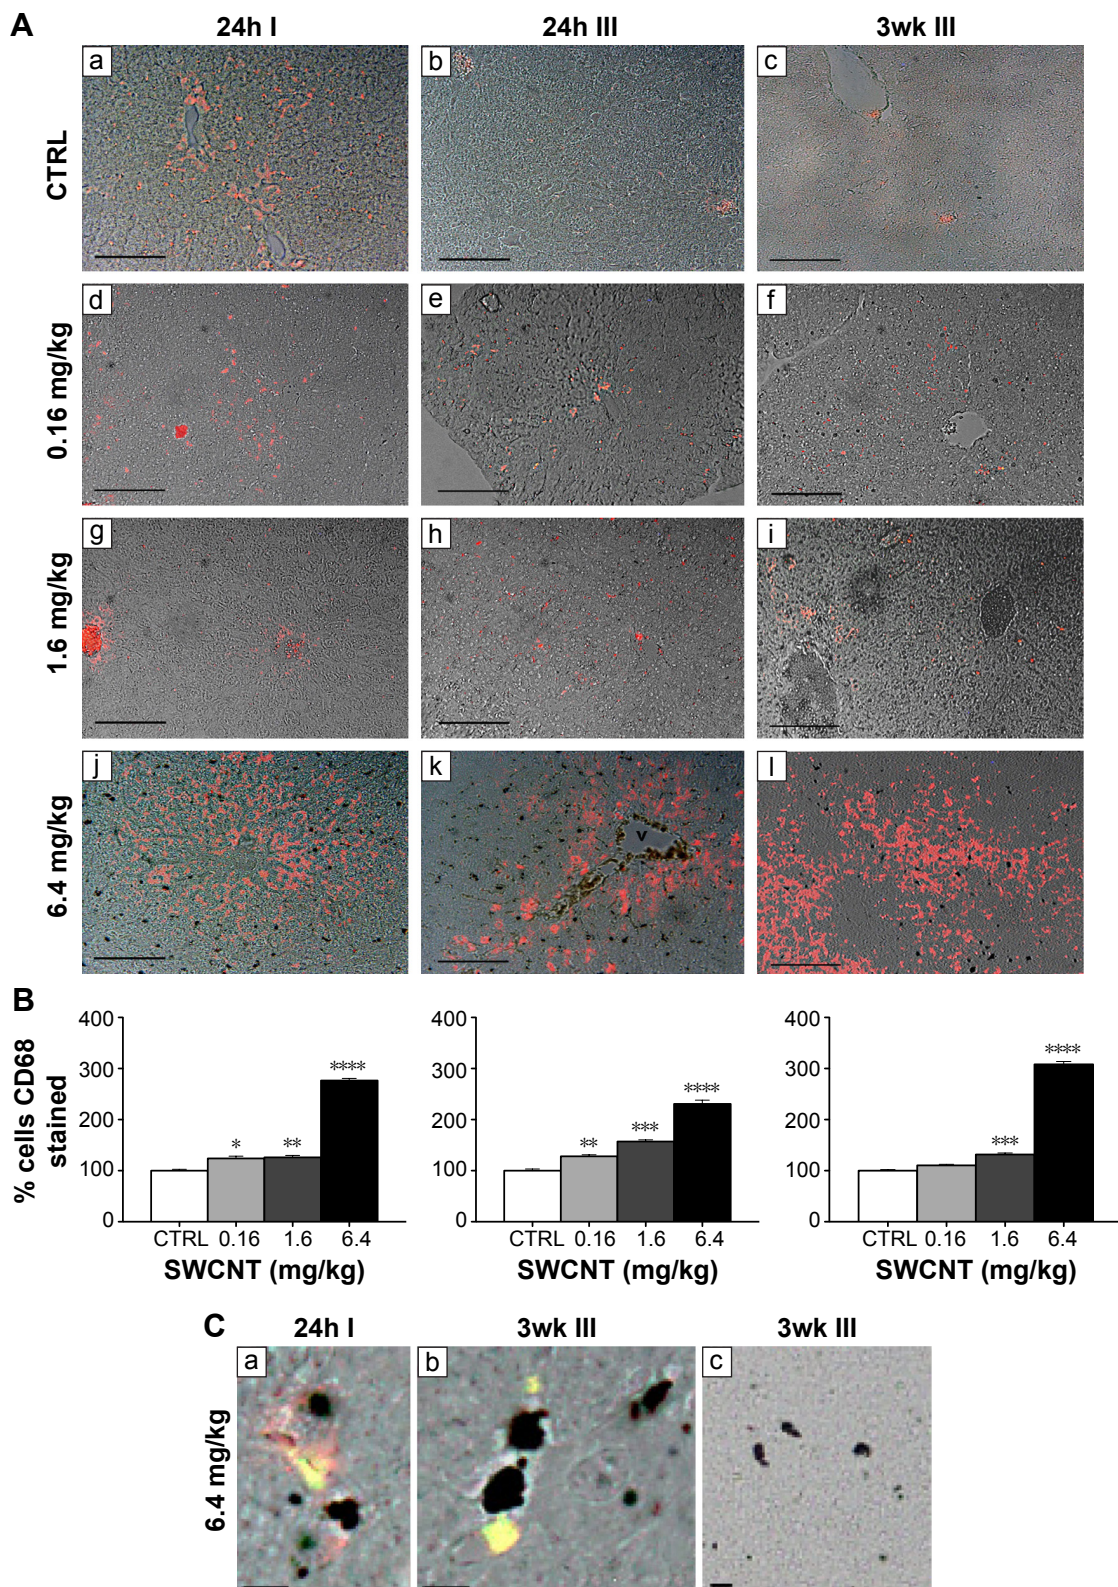 A
24h I 24h III 3wk III
CTRL
a b c
0.16 mg/kg
d e f
1.6 mg/kg
g h i
6.4 mg/kg
j k l
v
B
% cells CD68
stained
400 400 400
300 300 300
200 200 200
100 100 100
0 0 0
* ** ****
** *** ****
*** ****
CTRL 0.16 1.6 6.4 CTRL 0.16 1.6 6.4 CTRL 0.16 1.6 6.4
SWCNT (mg/kg) SWCNT (mg/kg) SWCNT (mg/kg)
C
24h I 3wk III 3wk III
6.4 mg/kg
a b c